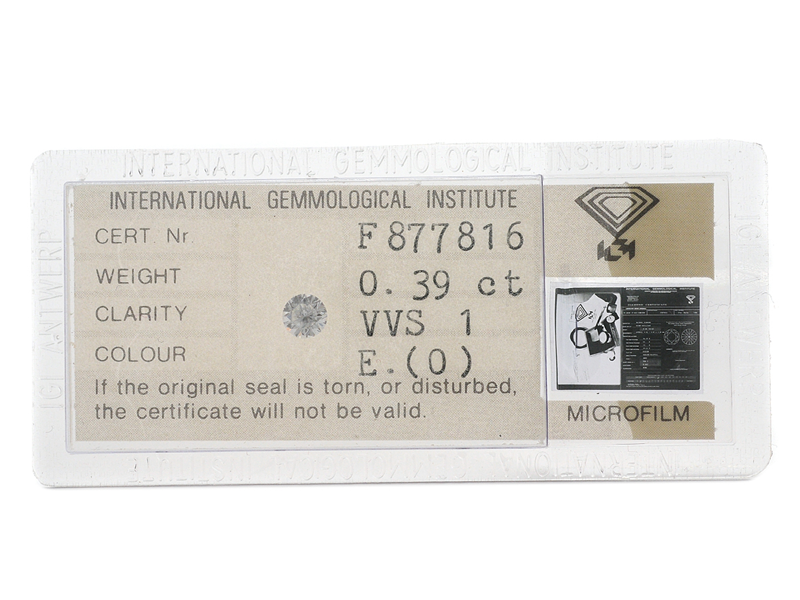 INTERNATIONAL GEMMOLOGICAL INSTITUTE
INTERNATIONAL GEMMOLOGICAL INSTITUTE
CERT. Nr. F877816
WEIGHT 0.39 ct
CLARITY VVS 1
COLOUR E.(0)
If the original seal is torn, or disturbed,
the certificate will not be valid.
IGI
MICROFILM
IGI ANTWERP